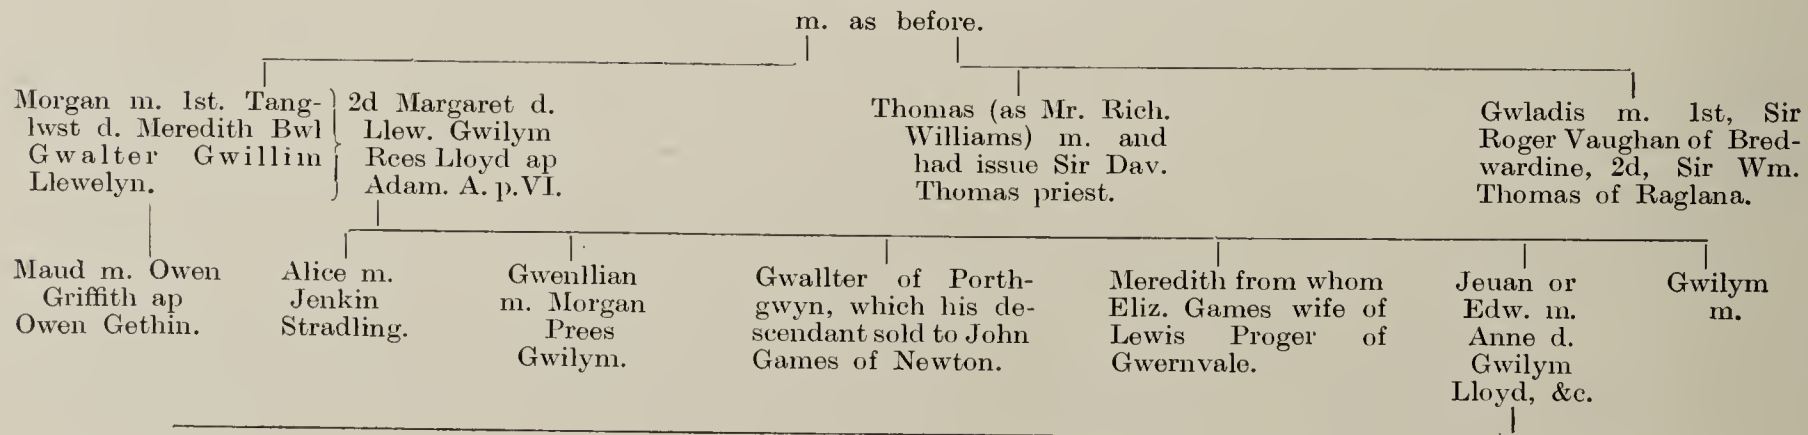 m. as before.
Morgan m. 1st. Tang-
lwst d. Meredith Bwl
Gwalter Gwillim
Llewelyn.
2d Margaret d.
Llew. Gwilym
Rees Lloyd ap
Adam. A. p.VI.
Thomas (as Mr. Rich.
Williams) m. and
had issue Sir Dav.
Thomas priest.
Gwladis m. 1st, Sir
Roger Vaughan of Bred-
wardine, 2d, Sir Wm.
Thomas of Raglana.
Maud m. Owen
Griffith ap
Owen Gethin.
Alice m.
Jenkin
Stradling.
Gwenllian
m. Morgan
Prees
Gwilym.
Gwallter of Porth-
gwyn, which his de-
scendant sold to John
Games of Newton.
Meredith from whom
Eliz. Games wife of
Lewis Proger of
Gwernvale.
Jeuan or
Edw. m.
Anne d.
Gwilym
Lloyd, &c.
Gwilym
m.